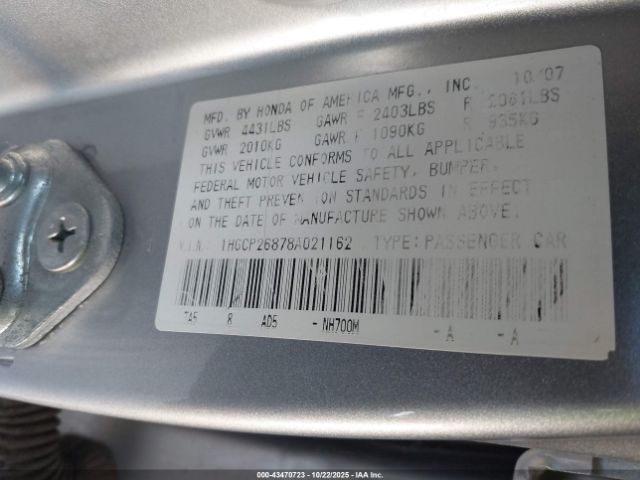 MFD. BY HONDA OF AMERICA MFG., INC. 10/07
GVWR 4431LBS GAWR F 2403LBS R 2061LBS
GVWR 2010KG GAWR F 1090KG R 935KG
THIS VEHICLE CONFORMS TO ALL APPLICABLE
FEDERAL MOTOR VEHICLE SAFETY, BUMPER,
AND THEFT PREVENTION STANDARDS IN EFFECT
ON THE DATE OF MANUFACTURE SHOWN ABOVE.
V.I.N.: 1HGCP26878A021162 TYPE: PASSENGER CAR
TA5 8 AD5 -NH700M -A -A
000-43470723 10/22/2025 - IAA Inc.